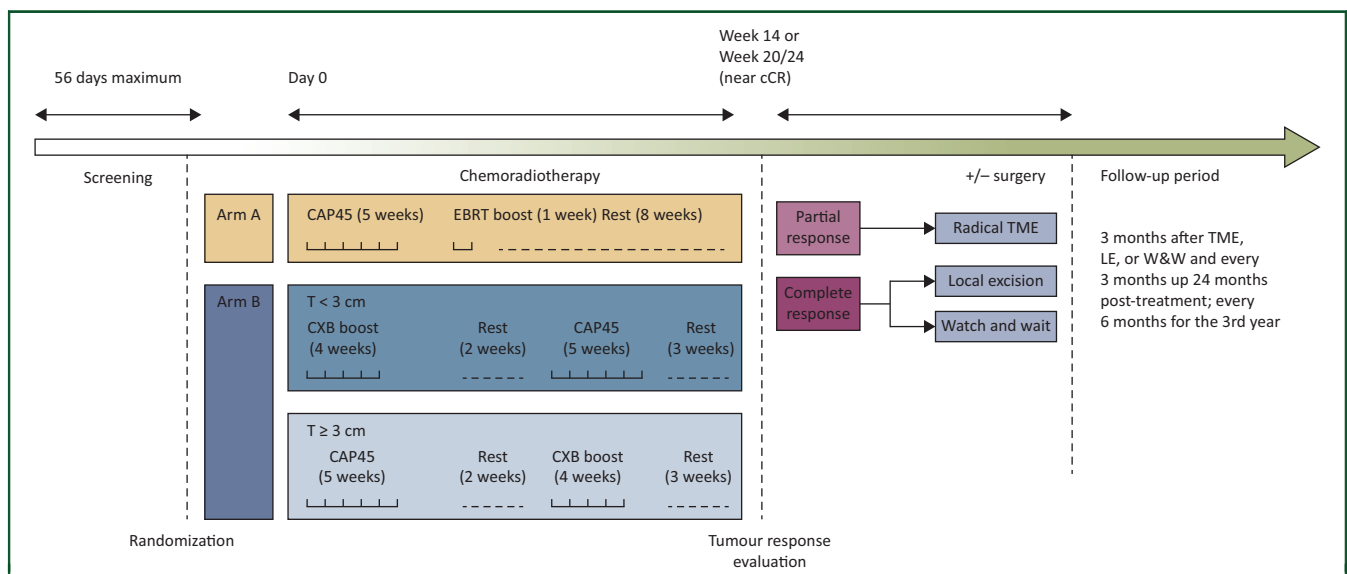 Week 14 or
Week 20/24
(near cCR)
56 days maximum
Day 0
Screening
Chemoradiotherapy
+/– surgery
Follow-up period
Arm A
CAP45 (5 weeks)
EBRT boost (1 week) Rest (8 weeks)
Arm B
T < 3 cm
CXB boost
(4 weeks)
Rest
(2 weeks)
CAP45
(5 weeks)
Rest
(3 weeks)
T ≥ 3 cm
CAP45
(5 weeks)
Rest
(2 weeks)
CXB boost
(4 weeks)
Rest
(3 weeks)
Partial
response
Radical TME
Complete
response
Local excision
Watch and wait
3 months after TME,
LE, or W&W and every
3 months up 24 months
post-treatment; every
6 months for the 3rd year
Randomization
Tumour response
evaluation